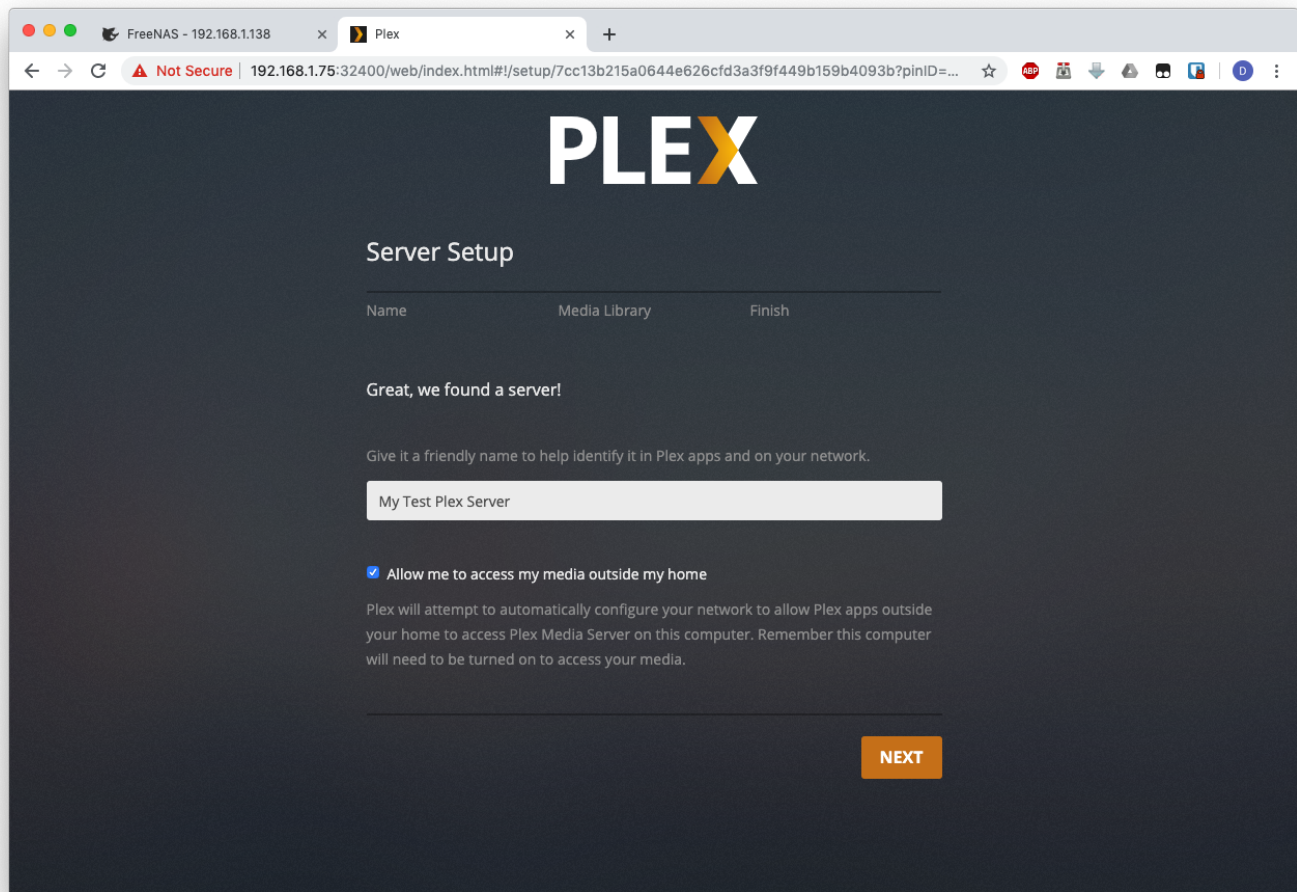 FreeNAS - 192.168.1.138
Plex
Not Secure
192.168.1.75:32400/web/index.html#!/setup/7cc13b215a0644e626cfd3a3f9f449b159b4093b?pinID=...
ABP
D
PLEX
Server Setup
Name Media Library Finish
Great, we found a server!
Give it a friendly name to help identify it in Plex apps and on your network.
My Test Plex Server
Allow me to access my media outside my home
Plex will attempt to automatically configure your network to allow Plex apps outside
your home to access Plex Media Server on this computer. Remember this computer
will need to be turned on to access your media.
NEXT